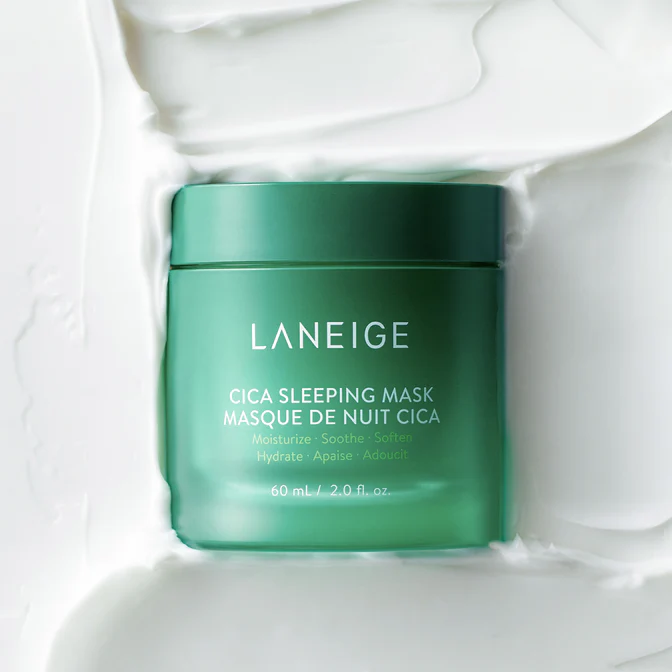 LANEIGE
CICA SLEEPING MASK
MASQUE DE NUIT CICA
Moisturize · Soothe · Soften
Hydrate · Apaise · Adoucit
60 mL / 2.0 fl. oz.